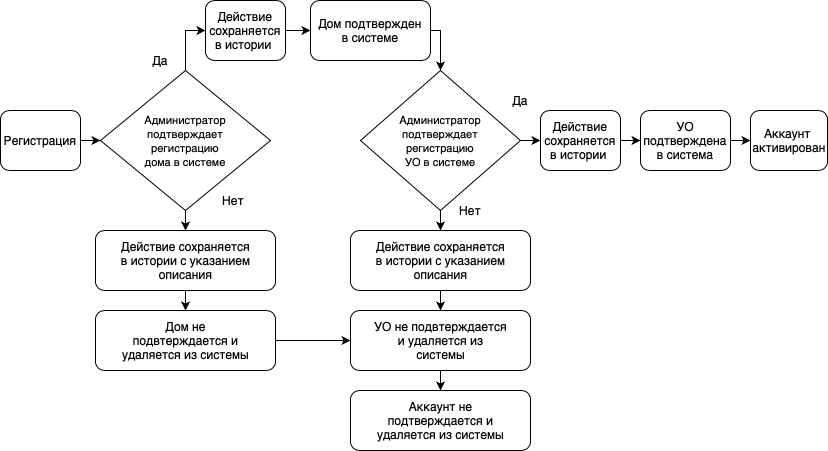 Действие
сохраняется
в истории
Дом подтвержден
в системе
Да
Регистрация
Администратор
подтверждает
регистрацию
дома в системе
Администратор
подтверждает
регистрацию
УО в системе
Да
Действие
сохраняется
в истории
УО
подтверждена
в система
Аккаунт
активирован
Нет
Нет
Действие сохраняется
в истории с указанием
описания
Действие сохраняется
в истории с указанием
описания
Дом не
подвтерждается и
удаляется из системы
УО не подвтерждается
и удаляется из
системы
Аккаунт не
подтверждается и
удаляется из системы